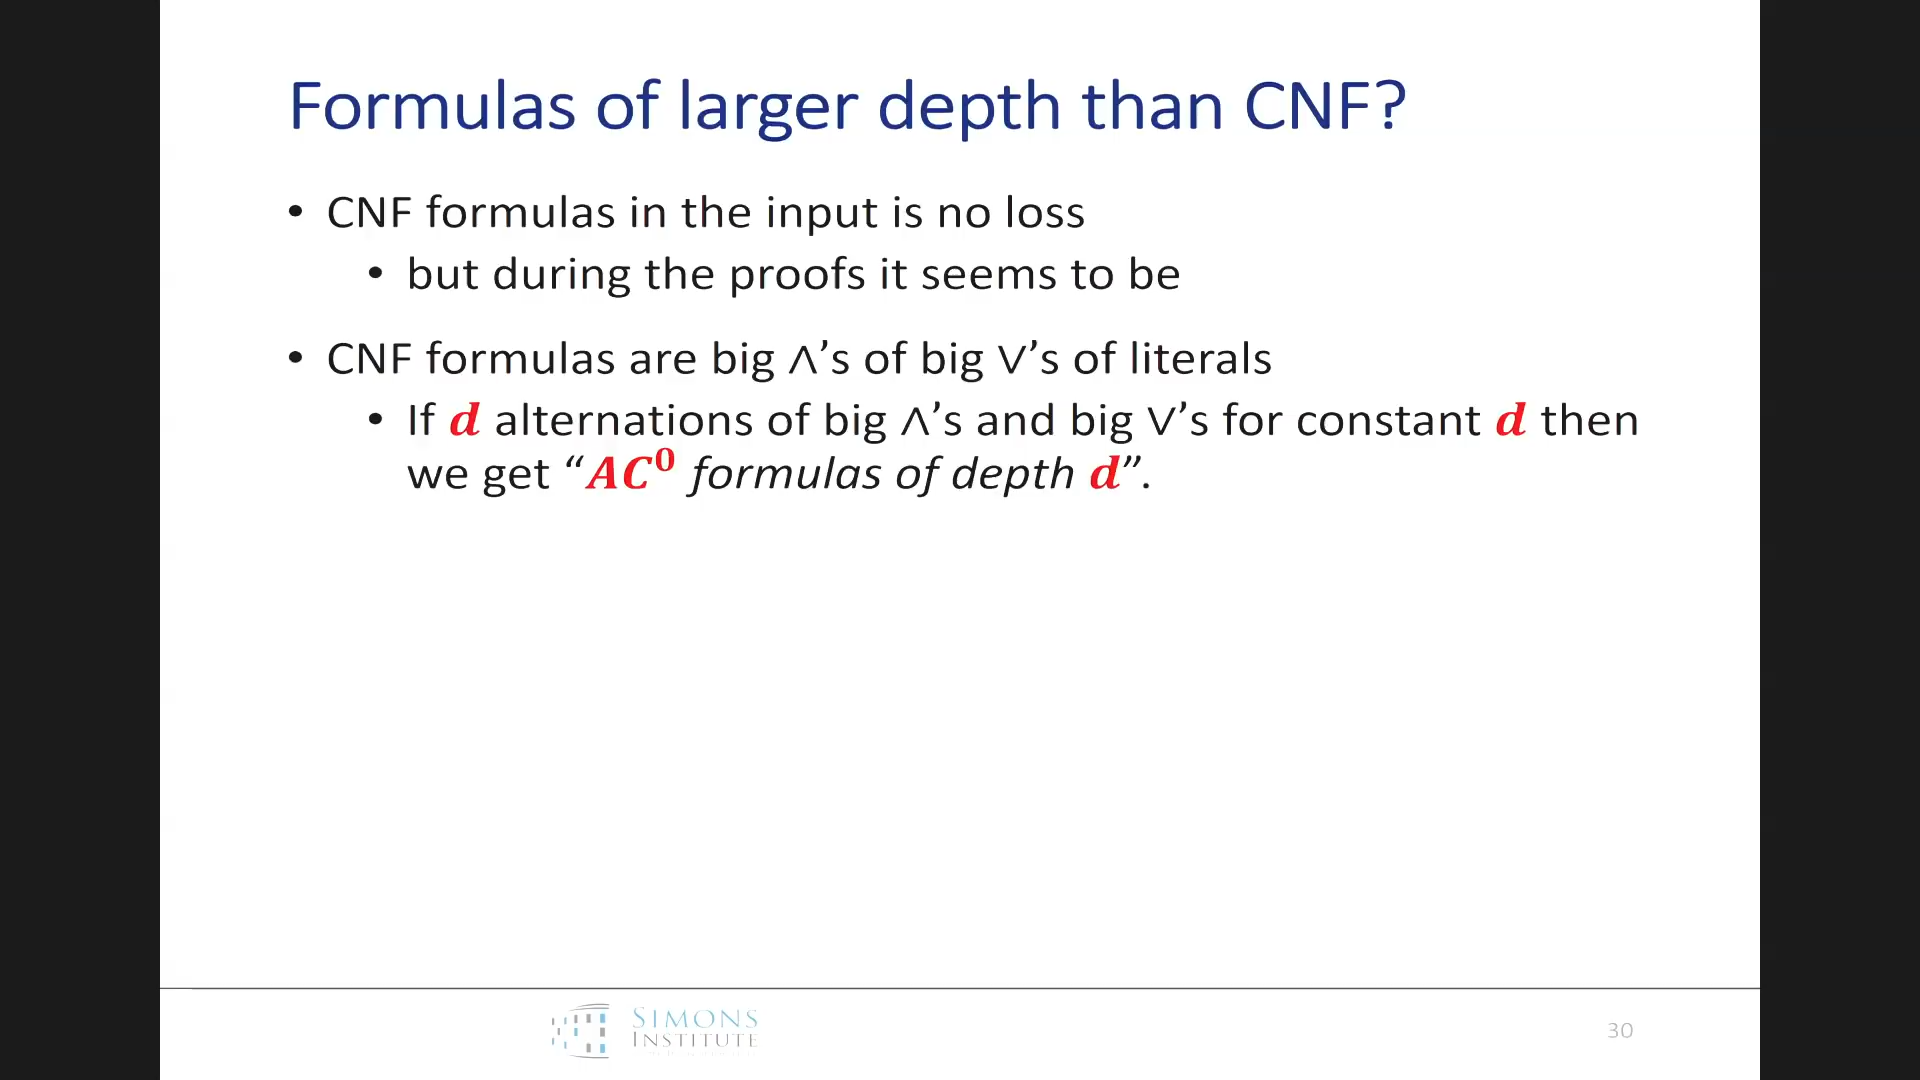 Formulas of larger depth than CNF?
• CNF formulas in the input is no loss
• but during the proofs it seems to be
• CNF formulas are big ∧’s of big ∨’s of literals
• If d alternations of big ∧’s and big ∨’s for constant d then
we get “AC⁰ formulas of depth d”.
SIMONS
INSTITUTE
30